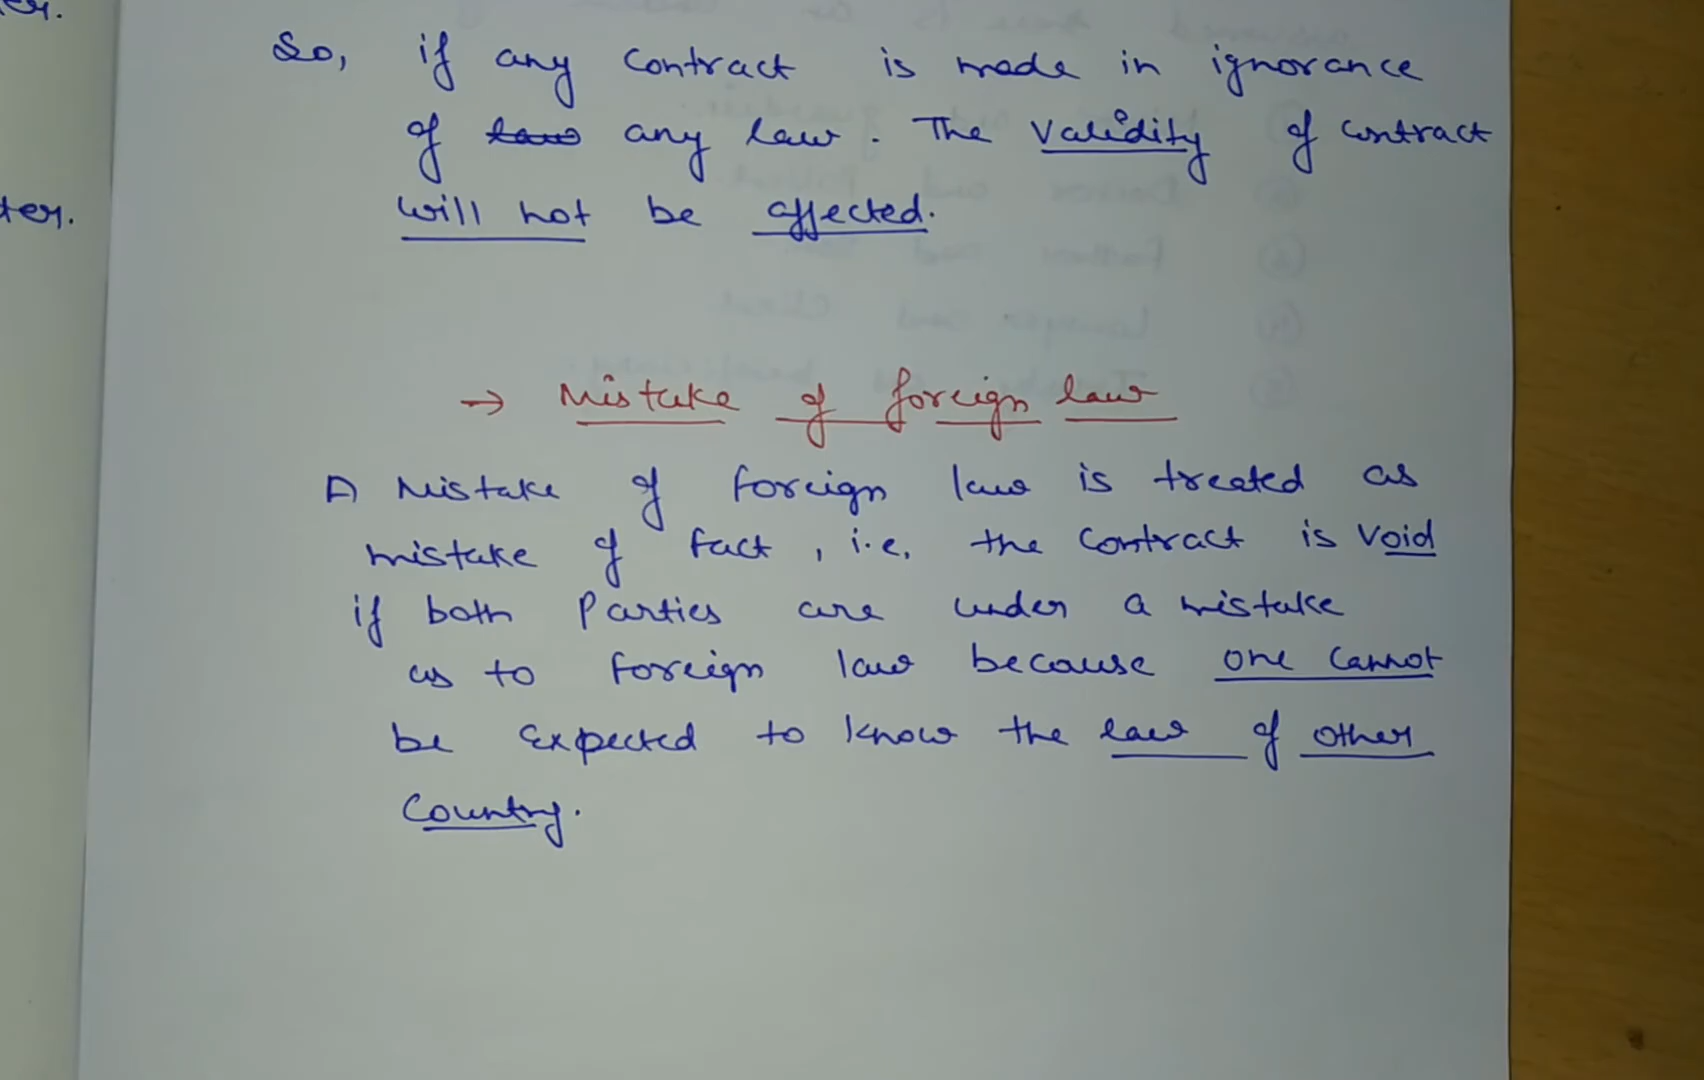 So, if any contract is made in ignorance
of any law. The validity of contract
will not be affected.
ter.
→ Mistake of foreign law
A Mistake of foreign law is treated as
mistake of fact, i.e. the contract is void
if both parties are under a mistake
as to foreign law because one cannot
be expected to know the law of other
country.